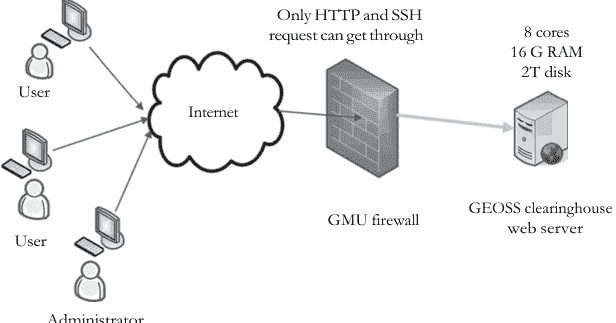 Only HTTP and SSH
request can get through
8 cores
16 G RAM
2T disk
User
Internet
User
GMU firewall
GEOSS clearinghouse
web server
Administrator